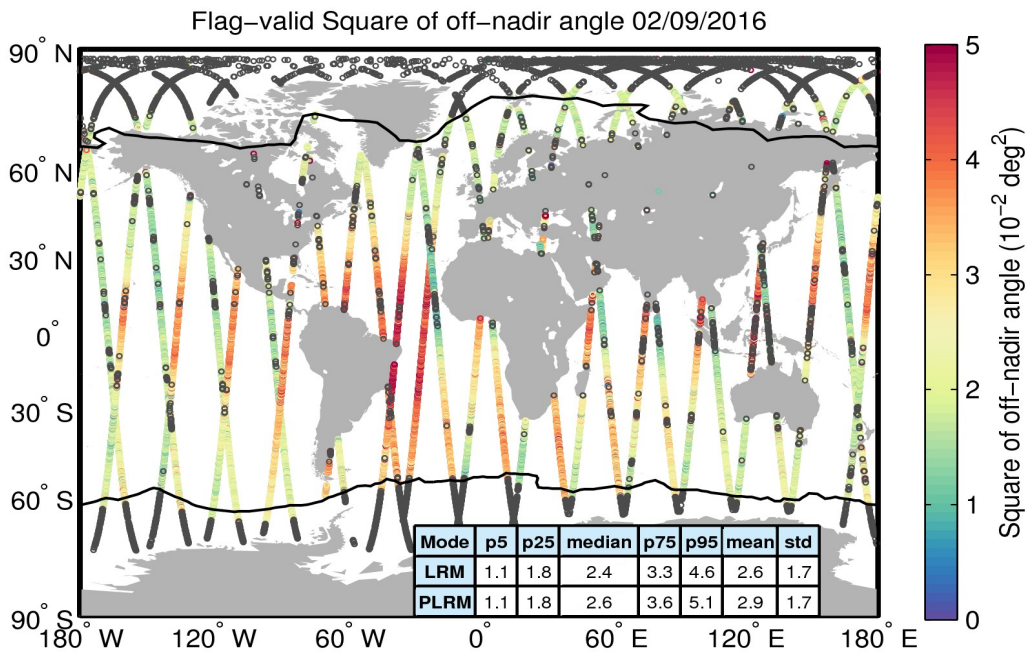 Flag−valid Square of off−nadir angle 02/09/2016
90° N
60° N
30° N
0°
30° S
60° S
90° S
180° W
120° W
60° W
0°
60° E
120° E
180° E
Mode p5 p25 median p75 p95 mean std
LRM 1.1 1.8 2.4 3.3 4.6 2.6 1.7
PLRM 1.1 1.8 2.6 3.6 5.1 2.9 1.7
5
4
3
2
1
0
Square of off−nadir angle (10⁻² deg²)